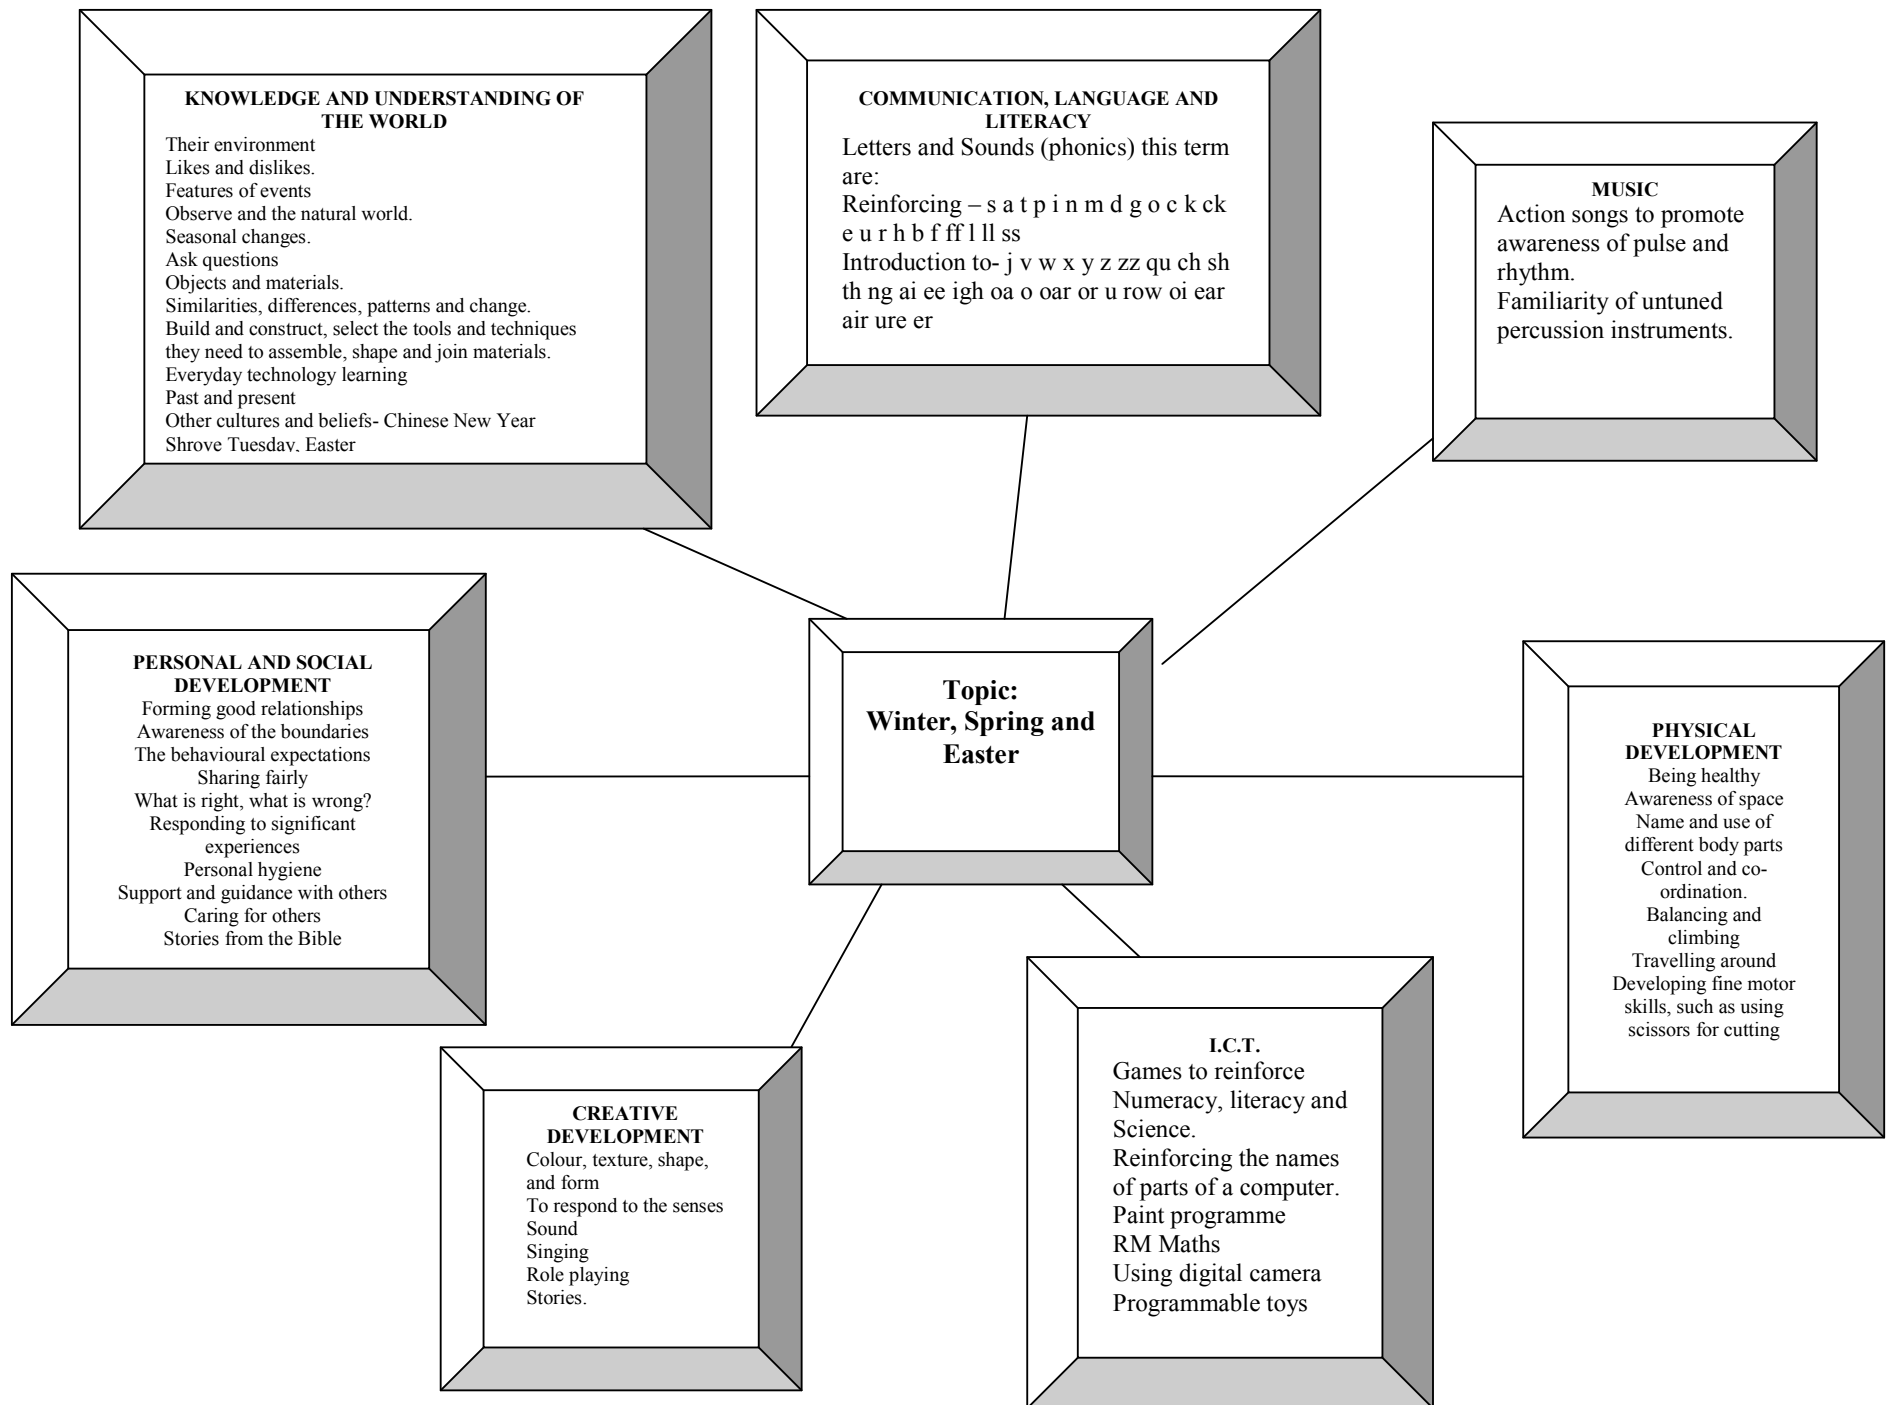 KNOWLEDGE AND UNDERSTANDING OF
THE WORLD
Their environment
Likes and dislikes.
Features of events
Observe and the natural world.
Seasonal changes.
Ask questions
Objects and materials.
Similarities, differences, patterns and change.
Build and construct, select the tools and techniques
they need to assemble, shape and join materials.
Everyday technology learning
Past and present
Other cultures and beliefs- Chinese New Year
Shrove Tuesday, Easter
COMMUNICATION, LANGUAGE AND
LITERACY
Letters and Sounds (phonics) this term
are:
Reinforcing – s a t p i n m d g o c k ck
e u r h b f ff l ll ss
Introduction to- j v w x y z zz qu ch sh
th ng ai ee igh oa o oar or u row oi ear
air ure er
MUSIC
Action songs to promote
awareness of pulse and
rhythm.
Familiarity of untuned
percussion instruments.
PERSONAL AND SOCIAL
DEVELOPMENT
Forming good relationships
Awareness of the boundaries
The behavioural expectations
Sharing fairly
What is right, what is wrong?
Responding to significant
experiences
Personal hygiene
Support and guidance with others
Caring for others
Stories from the Bible
Topic:
Winter, Spring and
Easter
PHYSICAL
DEVELOPMENT
Being healthy
Awareness of space
Name and use of
different body parts
Control and co-
ordination.
Balancing and
climbing
Travelling around
Developing fine motor
skills, such as using
scissors for cutting
CREATIVE
DEVELOPMENT
Colour, texture, shape,
and form
To respond to the senses
Sound
Singing
Role playing
Stories.
I.C.T.
Games to reinforce
Numeracy, literacy and
Science.
Reinforcing the names
of parts of a computer.
Paint programme
RM Maths
Using digital camera
Programmable toys